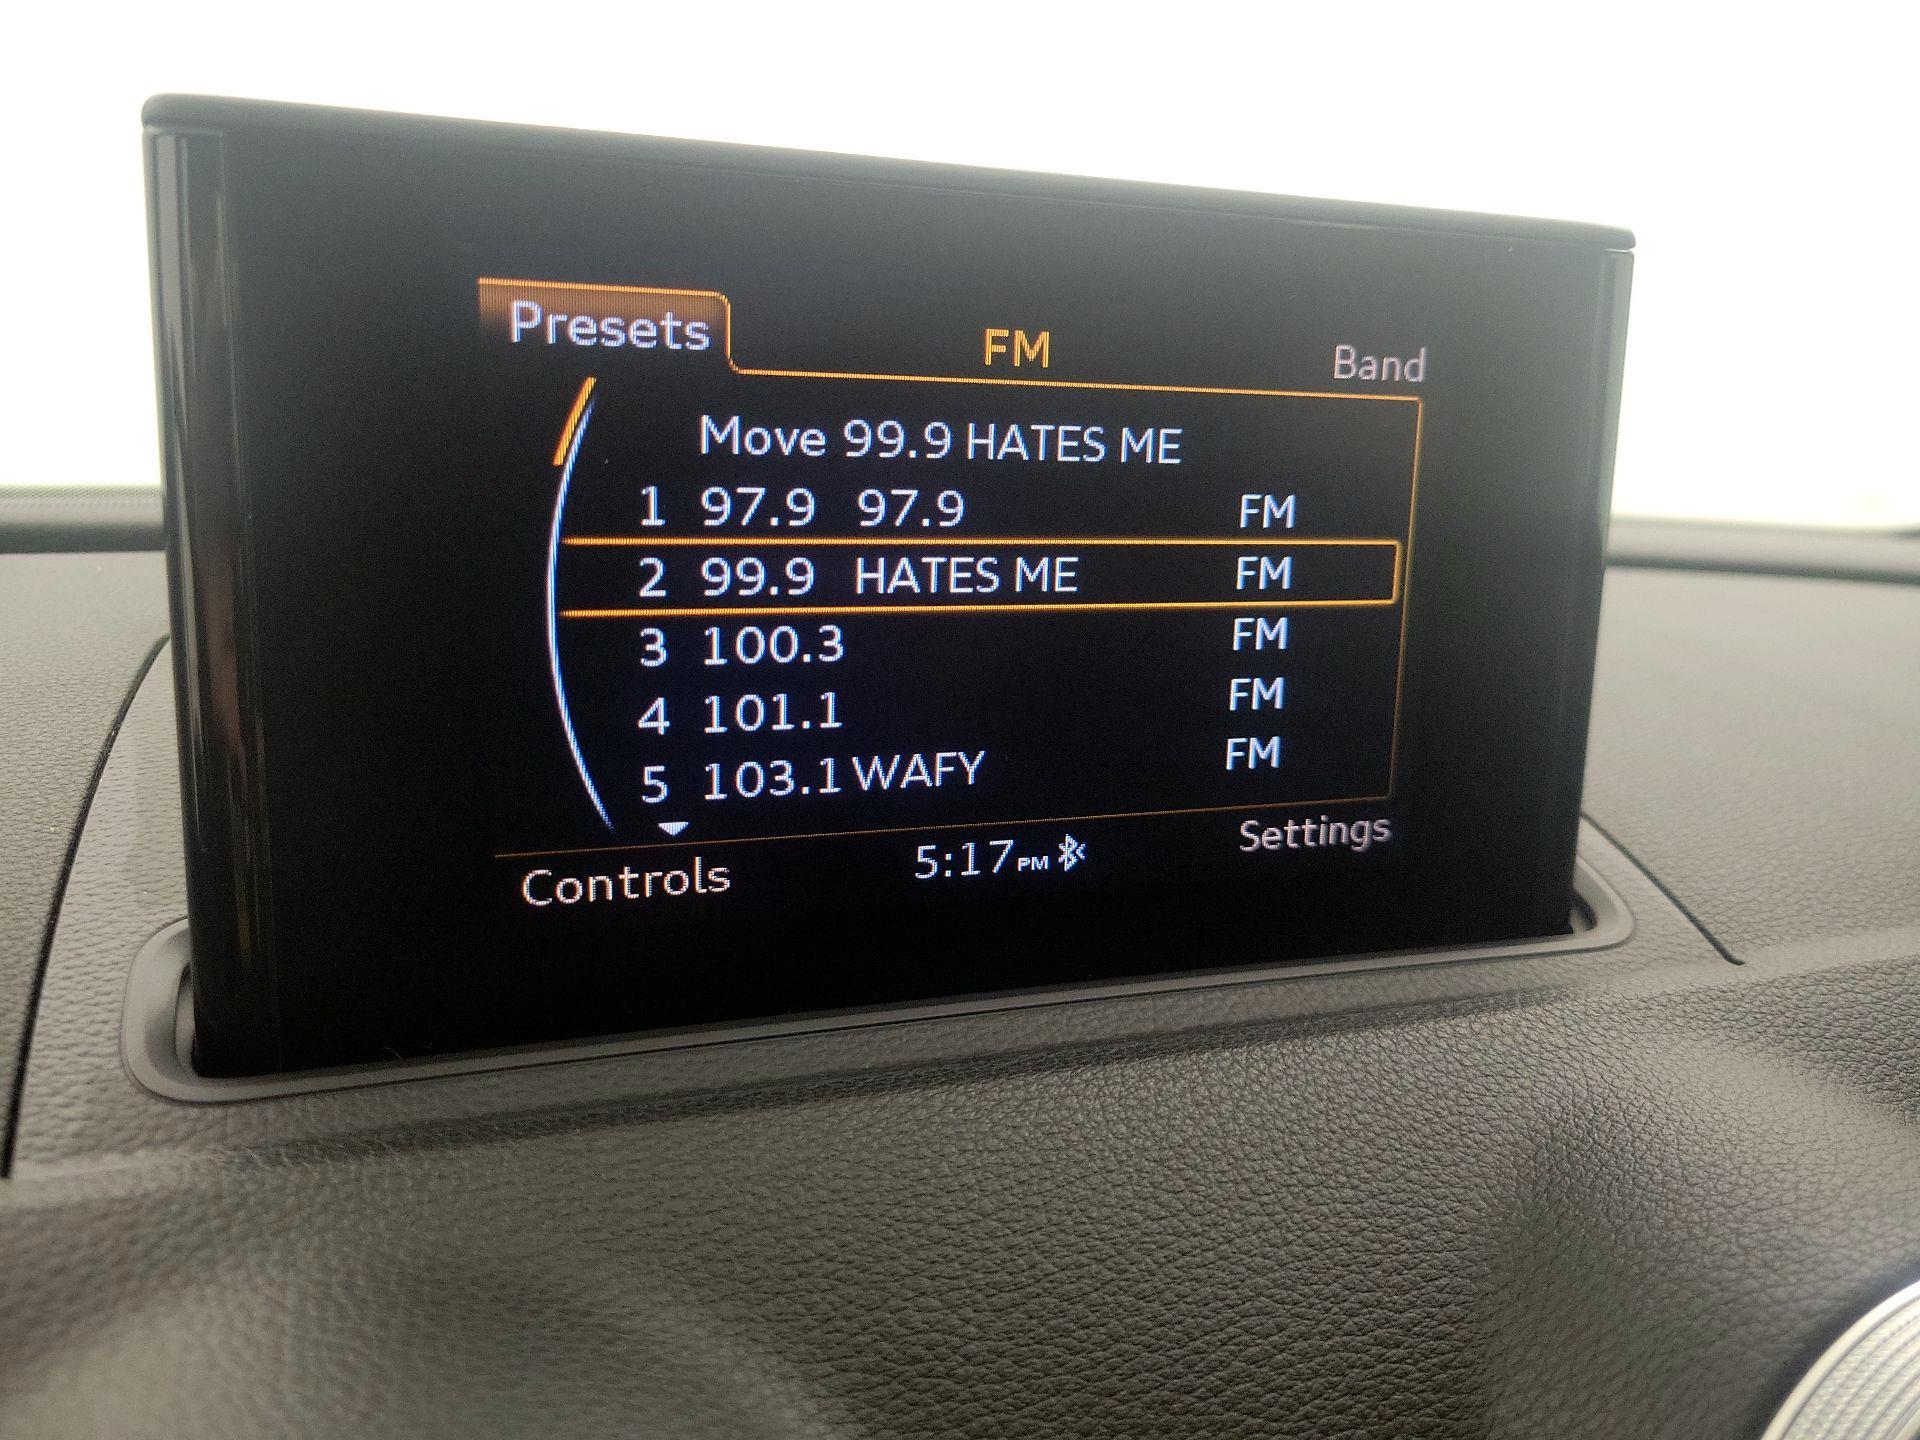 Presets FM Band
Move 99.9 HATES ME
1 97.9 97.9 FM
2 99.9 HATES ME FM
3 100.3 FM
4 101.1 FM
5 103.1 WAFY FM
Controls 5:17 PM Settings